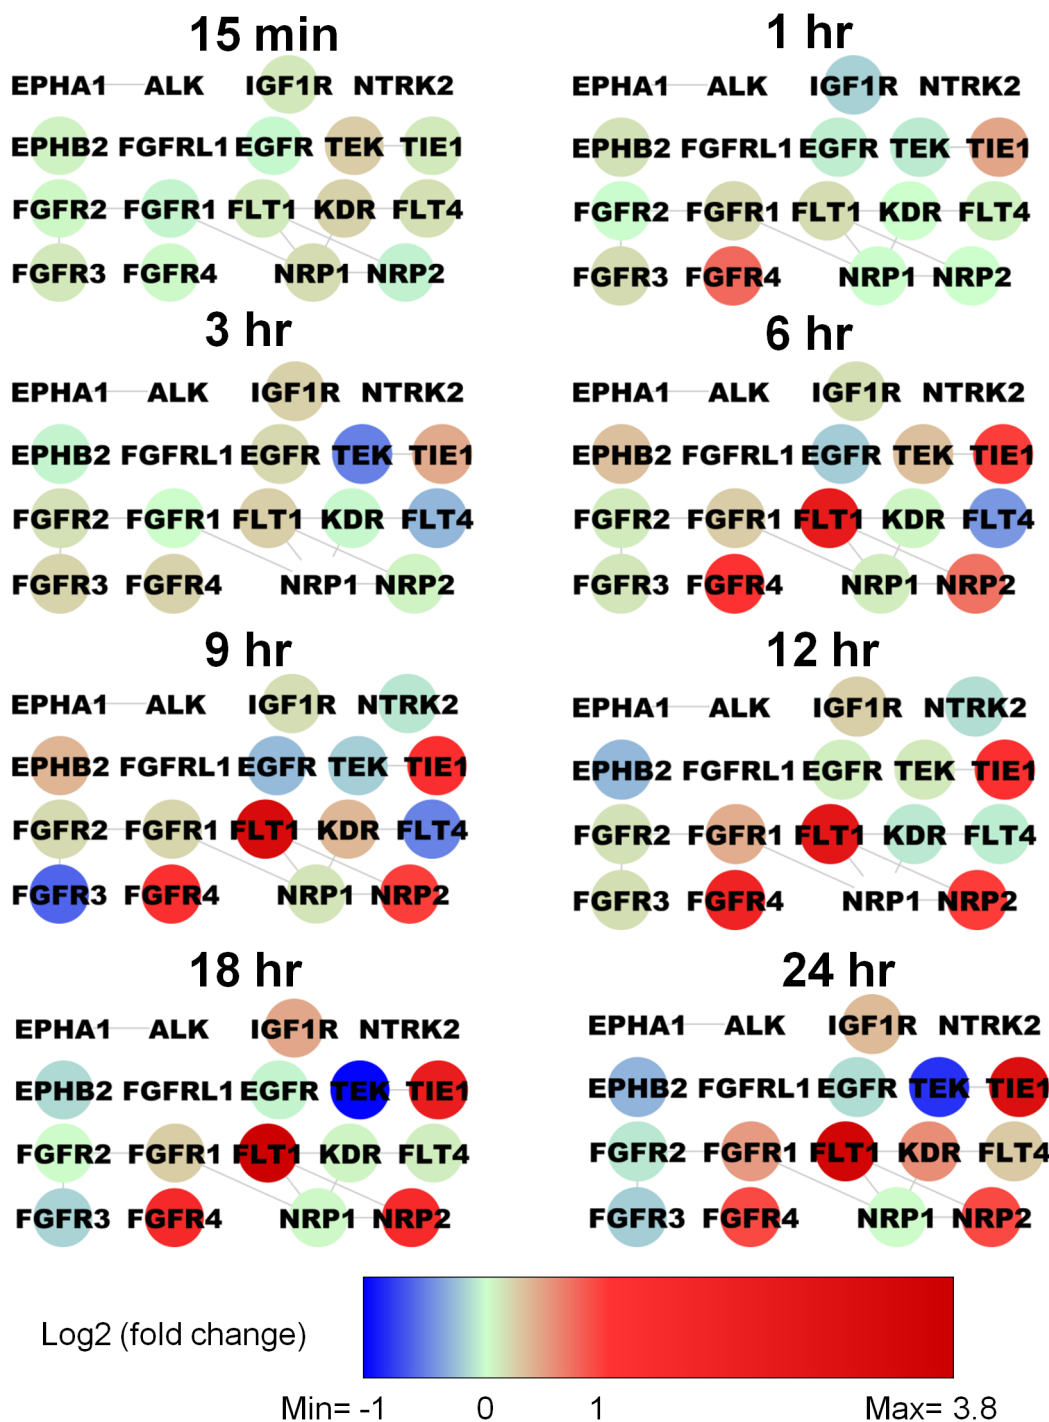 15 min 1 hr
EPHA1 ALK IGF1R NTRK2 EPHA1 ALK IGF1R NTRK2
EPHB2 FGFRL1 EGFR TEK TIE1 EPHB2 FGFRL1 EGFR TEK TIE1
FGFR2 FGFR1 FLT1 KDR FLT4 FGFR2 FGFR1 FLT1 KDR FLT4
FGFR3 FGFR4 NRP1 NRP2 FGFR3 FGFR4 NRP1 NRP2
3 hr 6 hr
EPHA1 ALK IGF1R NTRK2 EPHA1 ALK IGF1R NTRK2
EPHB2 FGFRL1 EGFR TEK TIE1 EPHB2 FGFRL1 EGFR TEK TIE1
FGFR2 FGFR1 FLT1 KDR FLT4 FGFR2 FGFR1 FLT1 KDR FLT4
FGFR3 FGFR4 NRP1 NRP2 FGFR3 FGFR4 NRP1 NRP2
9 hr 12 hr
EPHA1 ALK IGF1R NTRK2 EPHA1 ALK IGF1R NTRK2
EPHB2 FGFRL1 EGFR TEK TIE1 EPHB2 FGFRL1 EGFR TEK TIE1
FGFR2 FGFR1 FLT1 KDR FLT4 FGFR2 FGFR1 FLT1 KDR FLT4
FGFR3 FGFR4 NRP1 NRP2 FGFR3 FGFR4 NRP1 NRP2
18 hr 24 hr
EPHA1 ALK IGF1R NTRK2 EPHA1 ALK IGF1R NTRK2
EPHB2 FGFRL1 EGFR TEK TIE1 EPHB2 FGFRL1 EGFR TEK TIE1
FGFR2 FGFR1 FLT1 KDR FLT4 FGFR2 FGFR1 FLT1 KDR FLT4
FGFR3 FGFR4 NRP1 NRP2 FGFR3 FGFR4 NRP1 NRP2
Log2 (fold change)
Min= -1 0 1 Max= 3.8